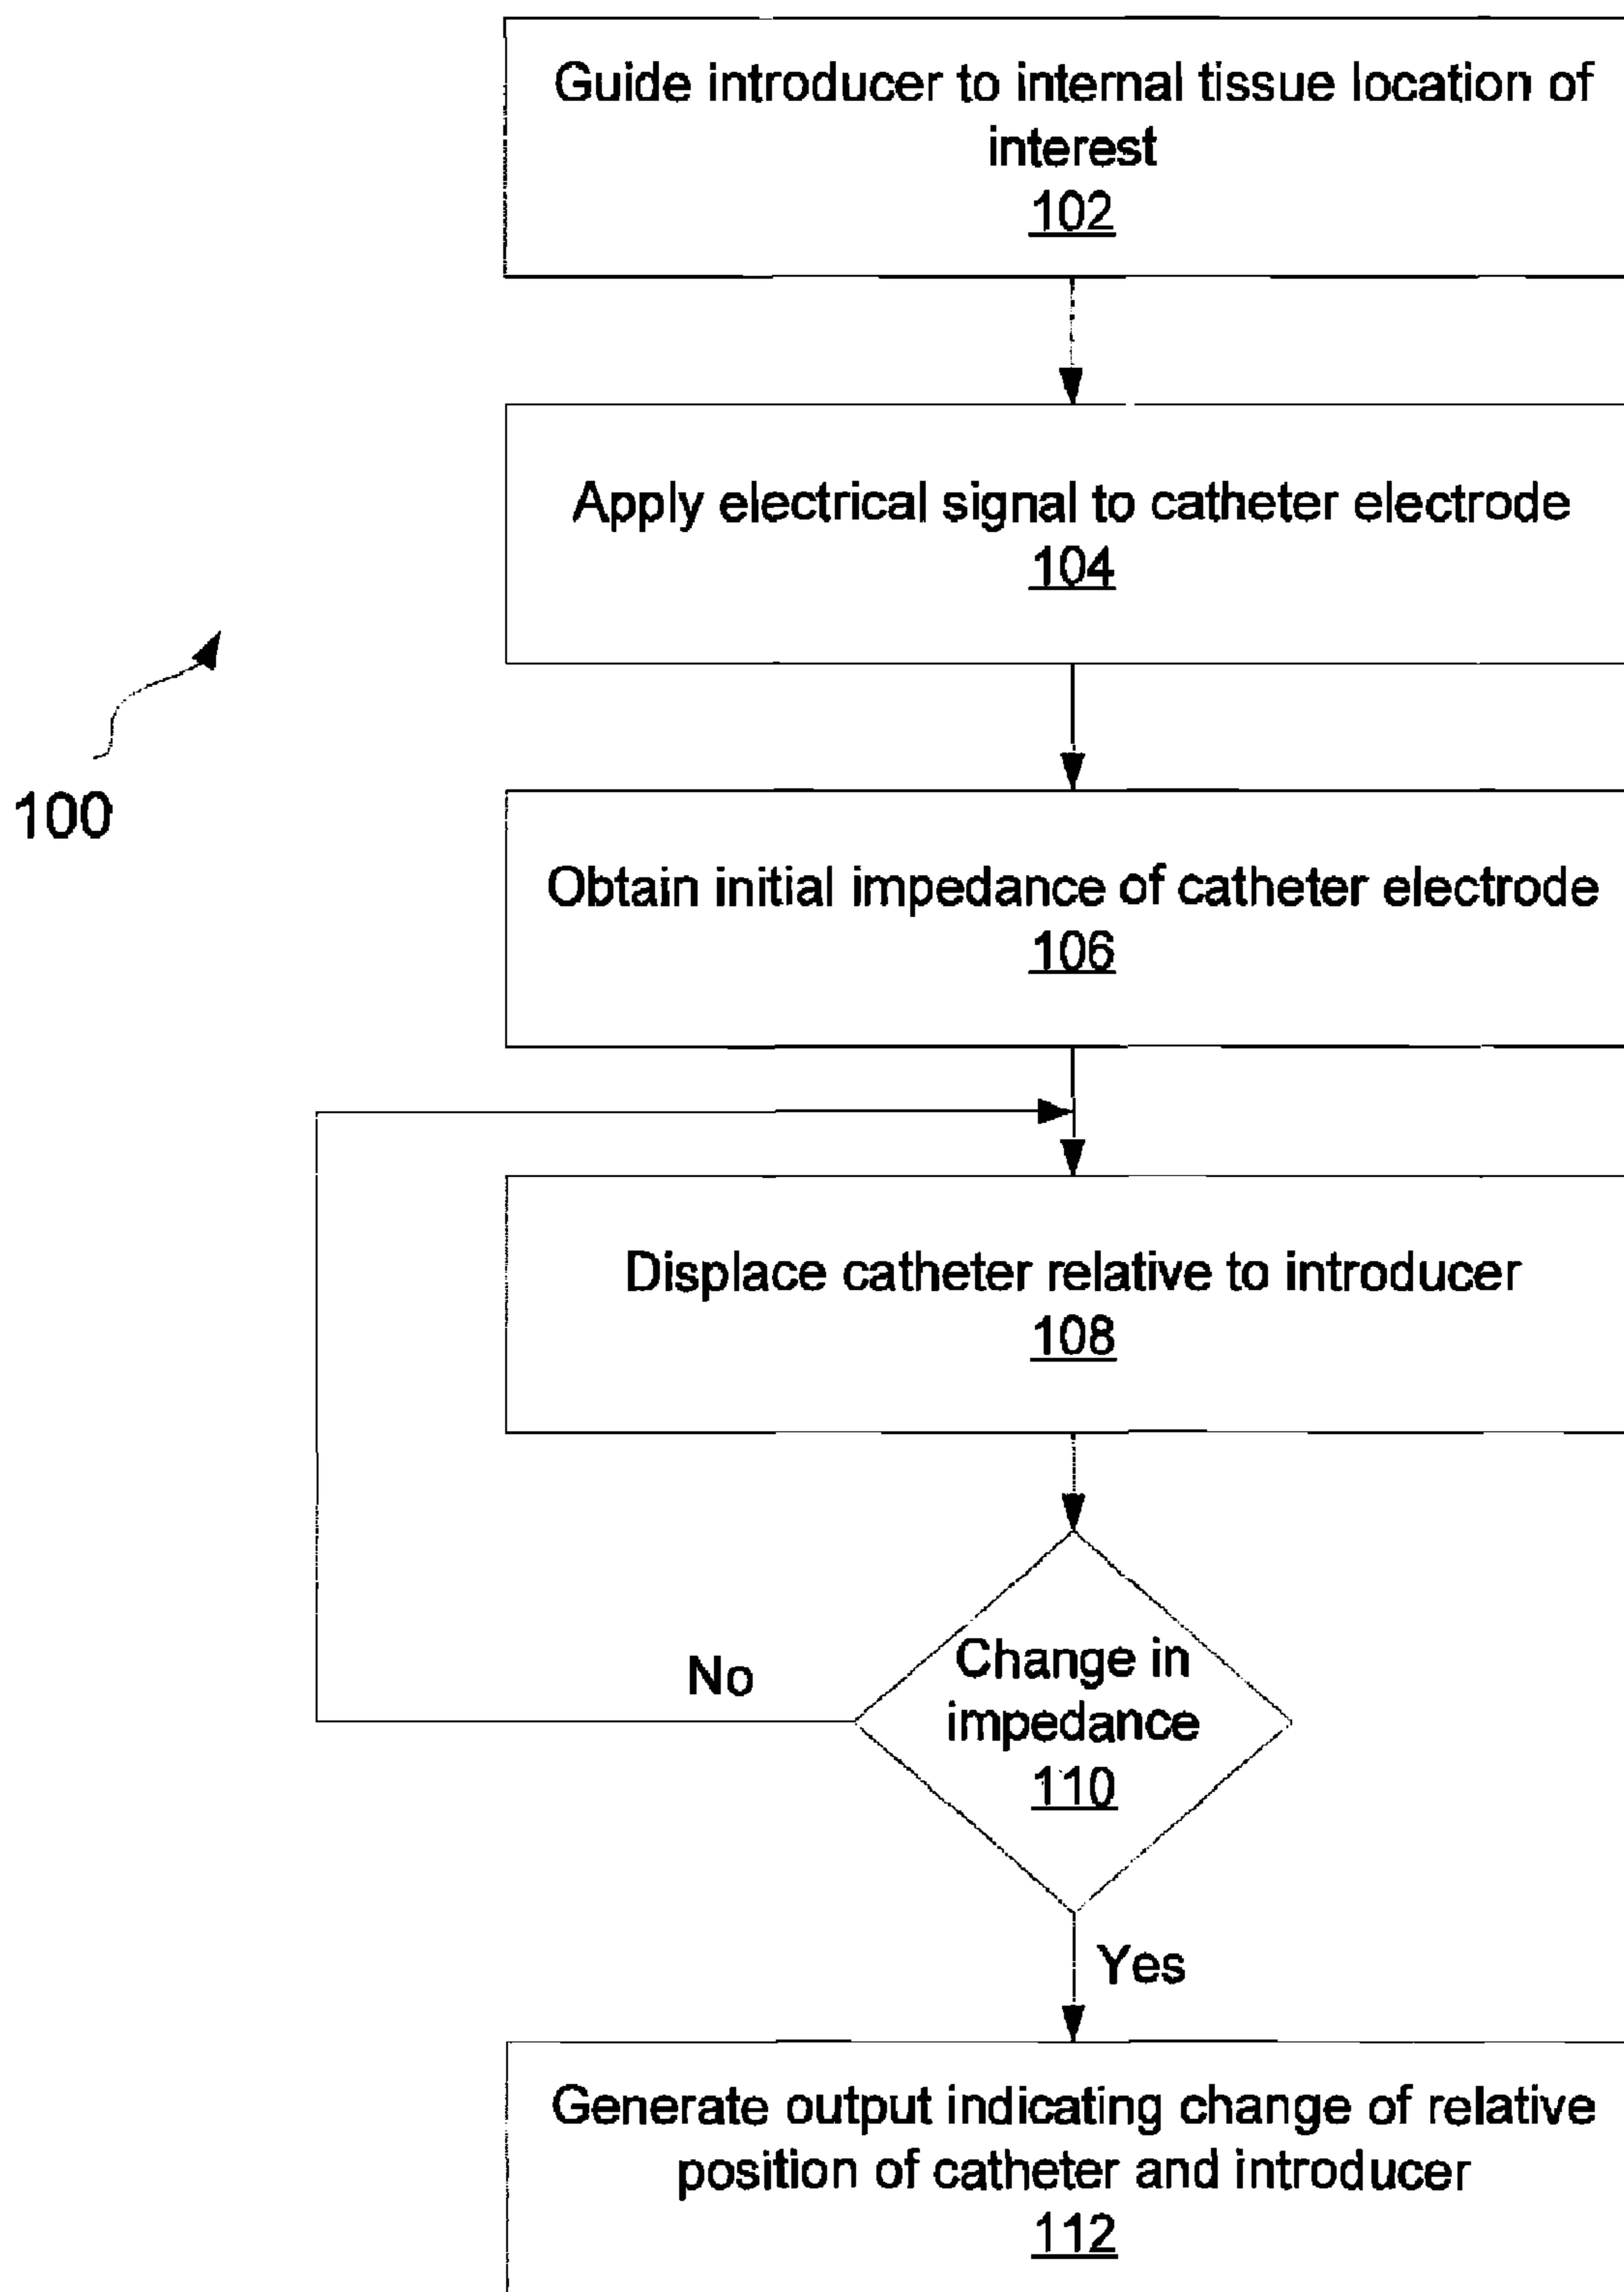 Guide introducer to internal tissue location of
interest
102
Apply electrical signal to catheter electrode
104
100
Obtain initial impedance of catheter electrode
106
Displace catheter relative to introducer
108
No
Change in
impedance
110
Yes
Generate output indicating change of relative
position of catheter and introducer
112